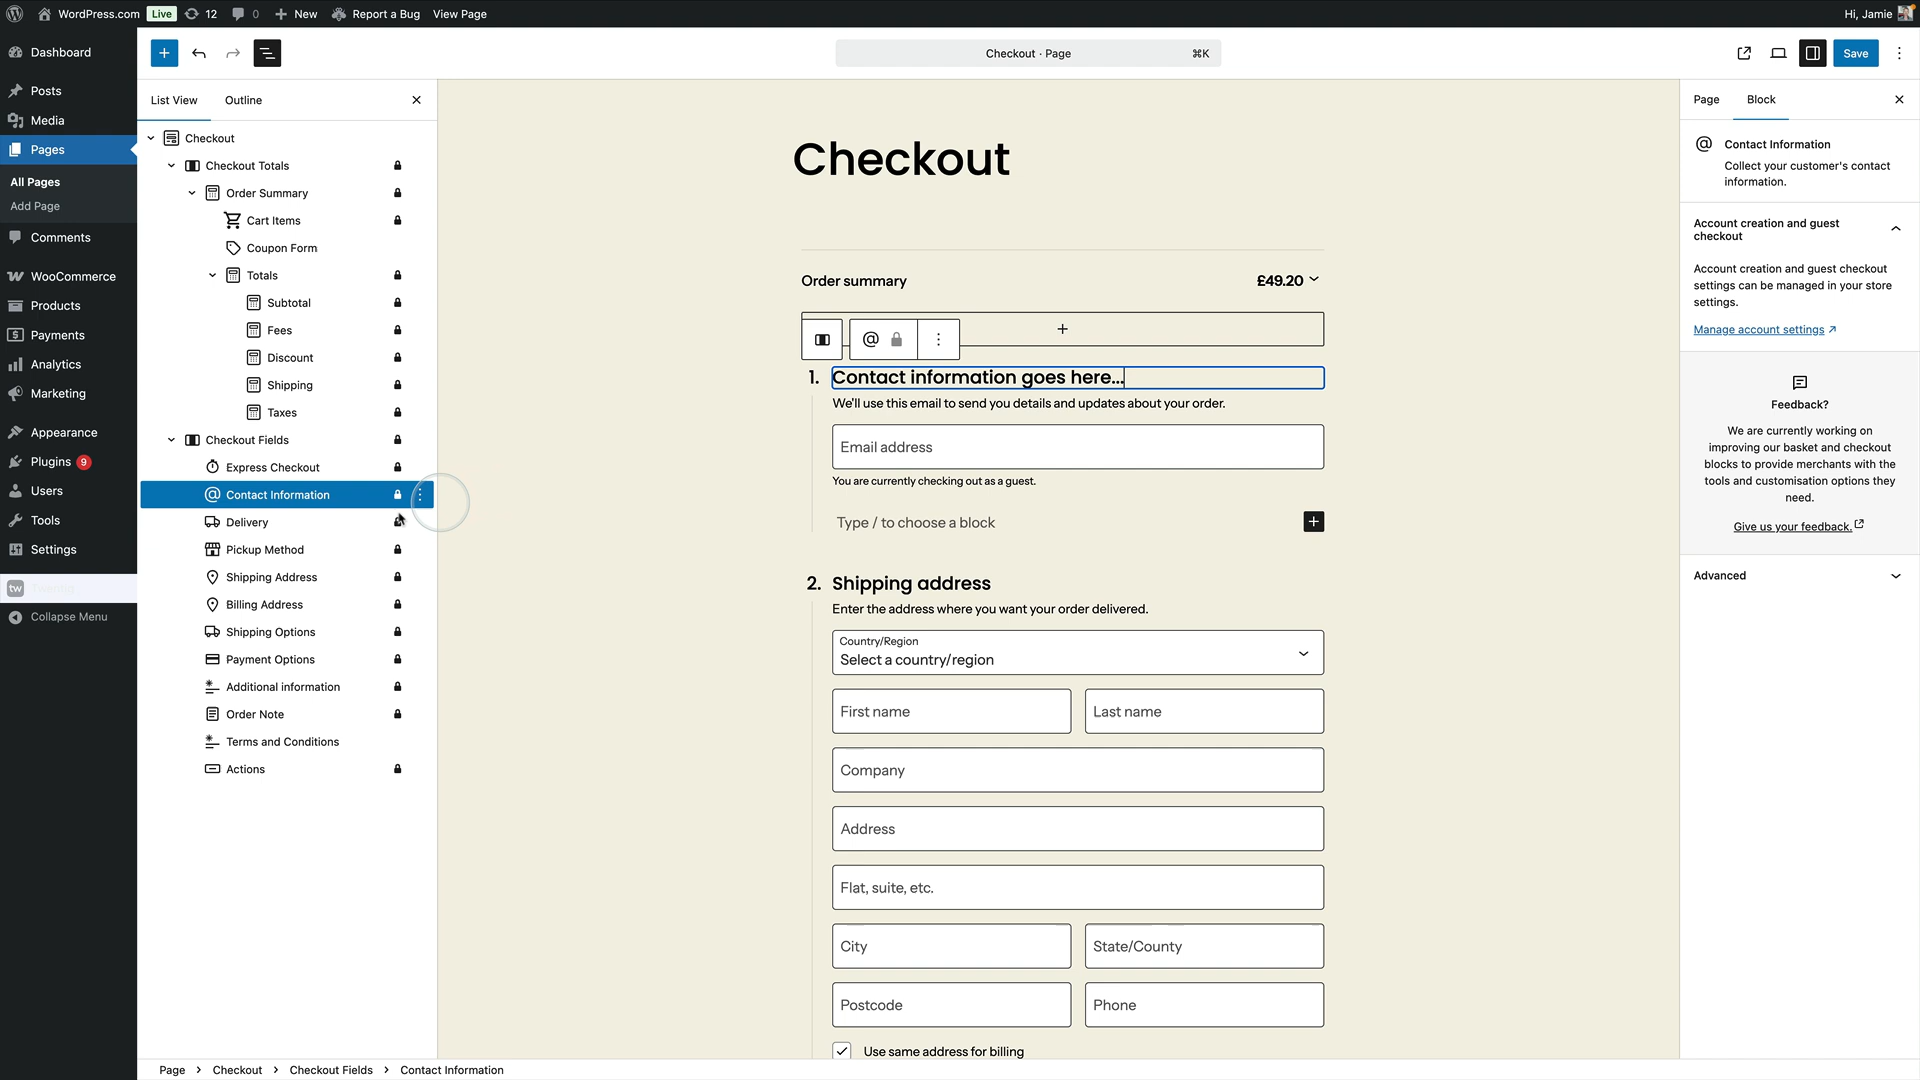 WordPress.com Live 12 0 New Report a Bug View Page Hi, Jamie
Dashboard
Posts
Media
Pages
All Pages
Add Page
Comments
WooCommerce
Products
Payments
Analytics
Marketing
Appearance
Plugins 9
Users
Tools
Settings
tw Twentig
Collapse Menu
Checkout · Page ⌘K
Save
List View Outline
Checkout
Checkout Totals
Order Summary
Cart Items
Coupon Form
Totals
Subtotal
Fees
Discount
Shipping
Taxes
Checkout Fields
Express Checkout
Contact Information
Delivery
Pickup Method
Shipping Address
Billing Address
Shipping Options
Payment Options
Additional information
Order Note
Terms and Conditions
Actions
Checkout
Order summary £49.20
1. Contact information goes here...
We'll use this email to send you details and updates about your order.
Email address
You are currently checking out as a guest.
Type / to choose a block
2. Shipping address
Enter the address where you want your order delivered.
Country/Region
Select a country/region
First name Last name
Company
Address
Flat, suite, etc.
City State/County
Postcode Phone
Use same address for billing
Page Block
Contact Information
Collect your customer's contact
information.
Account creation and guest
checkout
Account creation and guest checkout
settings can be managed in your store
settings.
Manage account settings
Feedback?
We are currently working on
improving our basket and checkout
blocks to provide merchants with the
tools and customisation options they
need.
Give us your feedback.
Advanced
Page Checkout Checkout Fields Contact Information